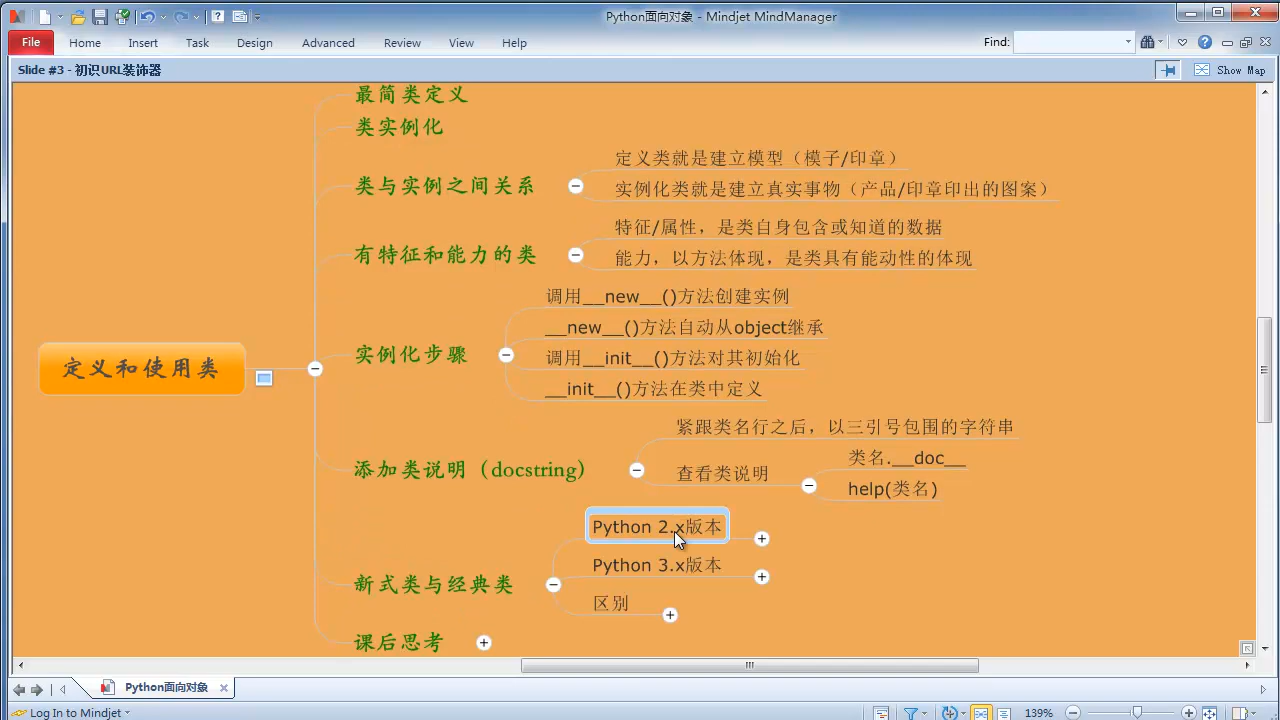 Python面向对象 - Mindjet MindManager
File Home Insert Task Design Advanced Review View Help Find:
Slide #3 - 初识URL装饰器 Show Map
最简类定义
类实例化
类与实例之间关系
定义类就是建立模型（模子/印章）
实例化类就是建立真实事物（产品/印章印出的图案）
有特征和能力的类
特征/属性，是类自身包含或知道的数据
能力，以方法体现，是类具有能动性的体现
定义和使用类
实例化步骤
调用__new__()方法创建实例
__new__()方法自动从object继承
调用__init__()方法对其初始化
__init__()方法在类中定义
添加类说明（docstring）
紧跟类名行之后，以三引号包围的字符串
查看类说明
类名.__doc__
help(类名)
新式类与经典类
Python 2.x版本
Python 3.x版本
区别
课后思考
Python面向对象
Log In to Mindjet 139%